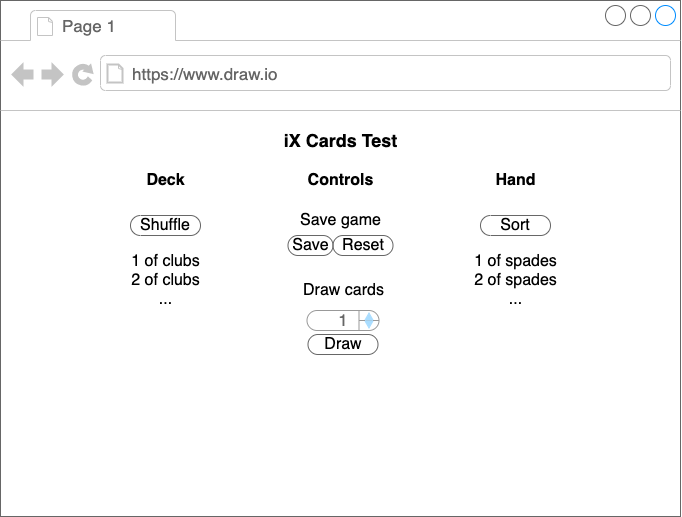 Page 1
https://www.draw.io
iX Cards Test
Deck
Controls
Hand
Shuffle
1 of clubs
2 of clubs
...
Save game
Save Reset
Draw cards
1
Draw
Sort
1 of spades
2 of spades
...